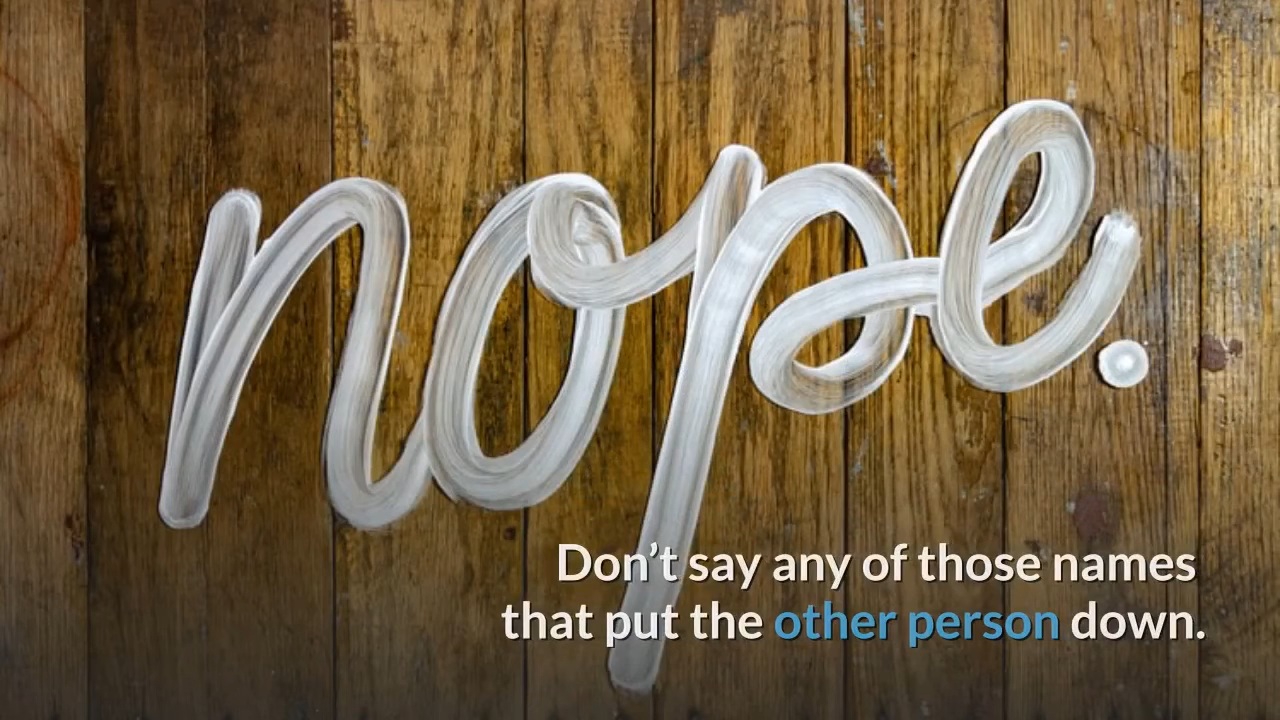 nope.
Don’t say any of those names
that put the other person down.